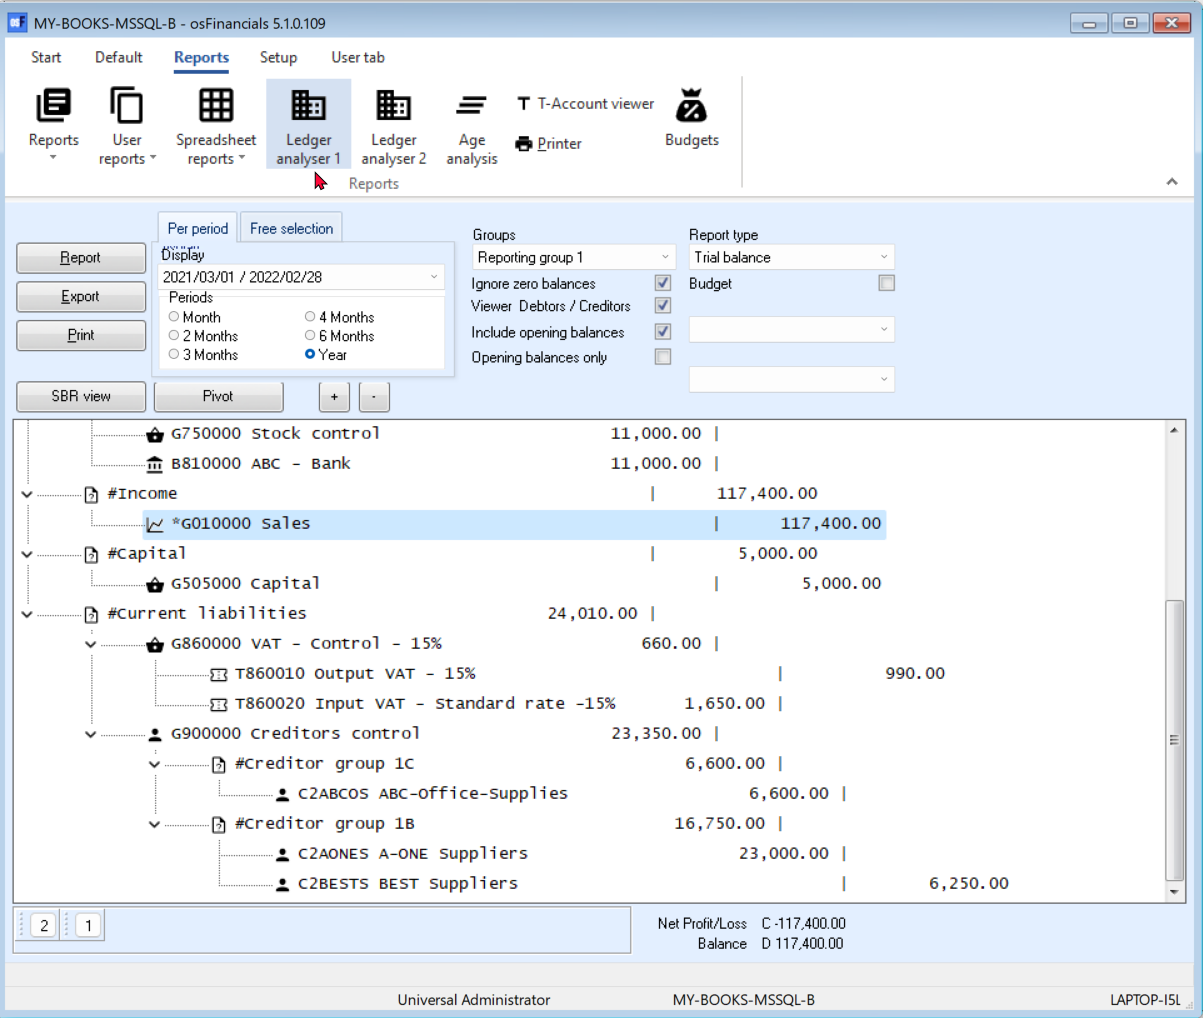 MY-BOOKS-MSSQL-B - osFinancials 5.1.0.109
Start Default Reports Setup User tab
Reports
User reports
Spreadsheet reports
Ledger analyser 1
Ledger analyser 2
Age analysis
T T-Account viewer
Printer
Budgets
Reports
Report
Export
Print
Per period Free selection
Display
2021/03/01 / 2022/02/28
Periods
Month 4 Months
2 Months 6 Months
3 Months Year
Groups
Reporting group 1
Ignore zero balances
Viewer Debtors / Creditors
Include opening balances
Opening balances only
Report type
Trial balance
Budget
SBR view Pivot + -
G750000 Stock control 11,000.00 |
B810000 ABC - Bank 11,000.00 |
#Income | 117,400.00
*G010000 Sales | 117,400.00
#Capital | 5,000.00
G505000 Capital | 5,000.00
#Current liabilities 24,010.00 |
G860000 VAT - Control - 15% 660.00 |
T860010 Output VAT - 15% | 990.00
T860020 Input VAT - Standard rate -15% 1,650.00 |
G900000 Creditors control 23,350.00 |
#Creditor group 1C 6,600.00 |
C2ABCOS ABC-Office-Supplies 6,600.00 |
#Creditor group 1B 16,750.00 |
C2AONES A-ONE Suppliers 23,000.00 |
C2BESTS BEST Suppliers | 6,250.00
2 1
Net Profit/Loss C -117,400.00
Balance D 117,400.00
Universal Administrator MY-BOOKS-MSSQL-B LAPTOP-I5L